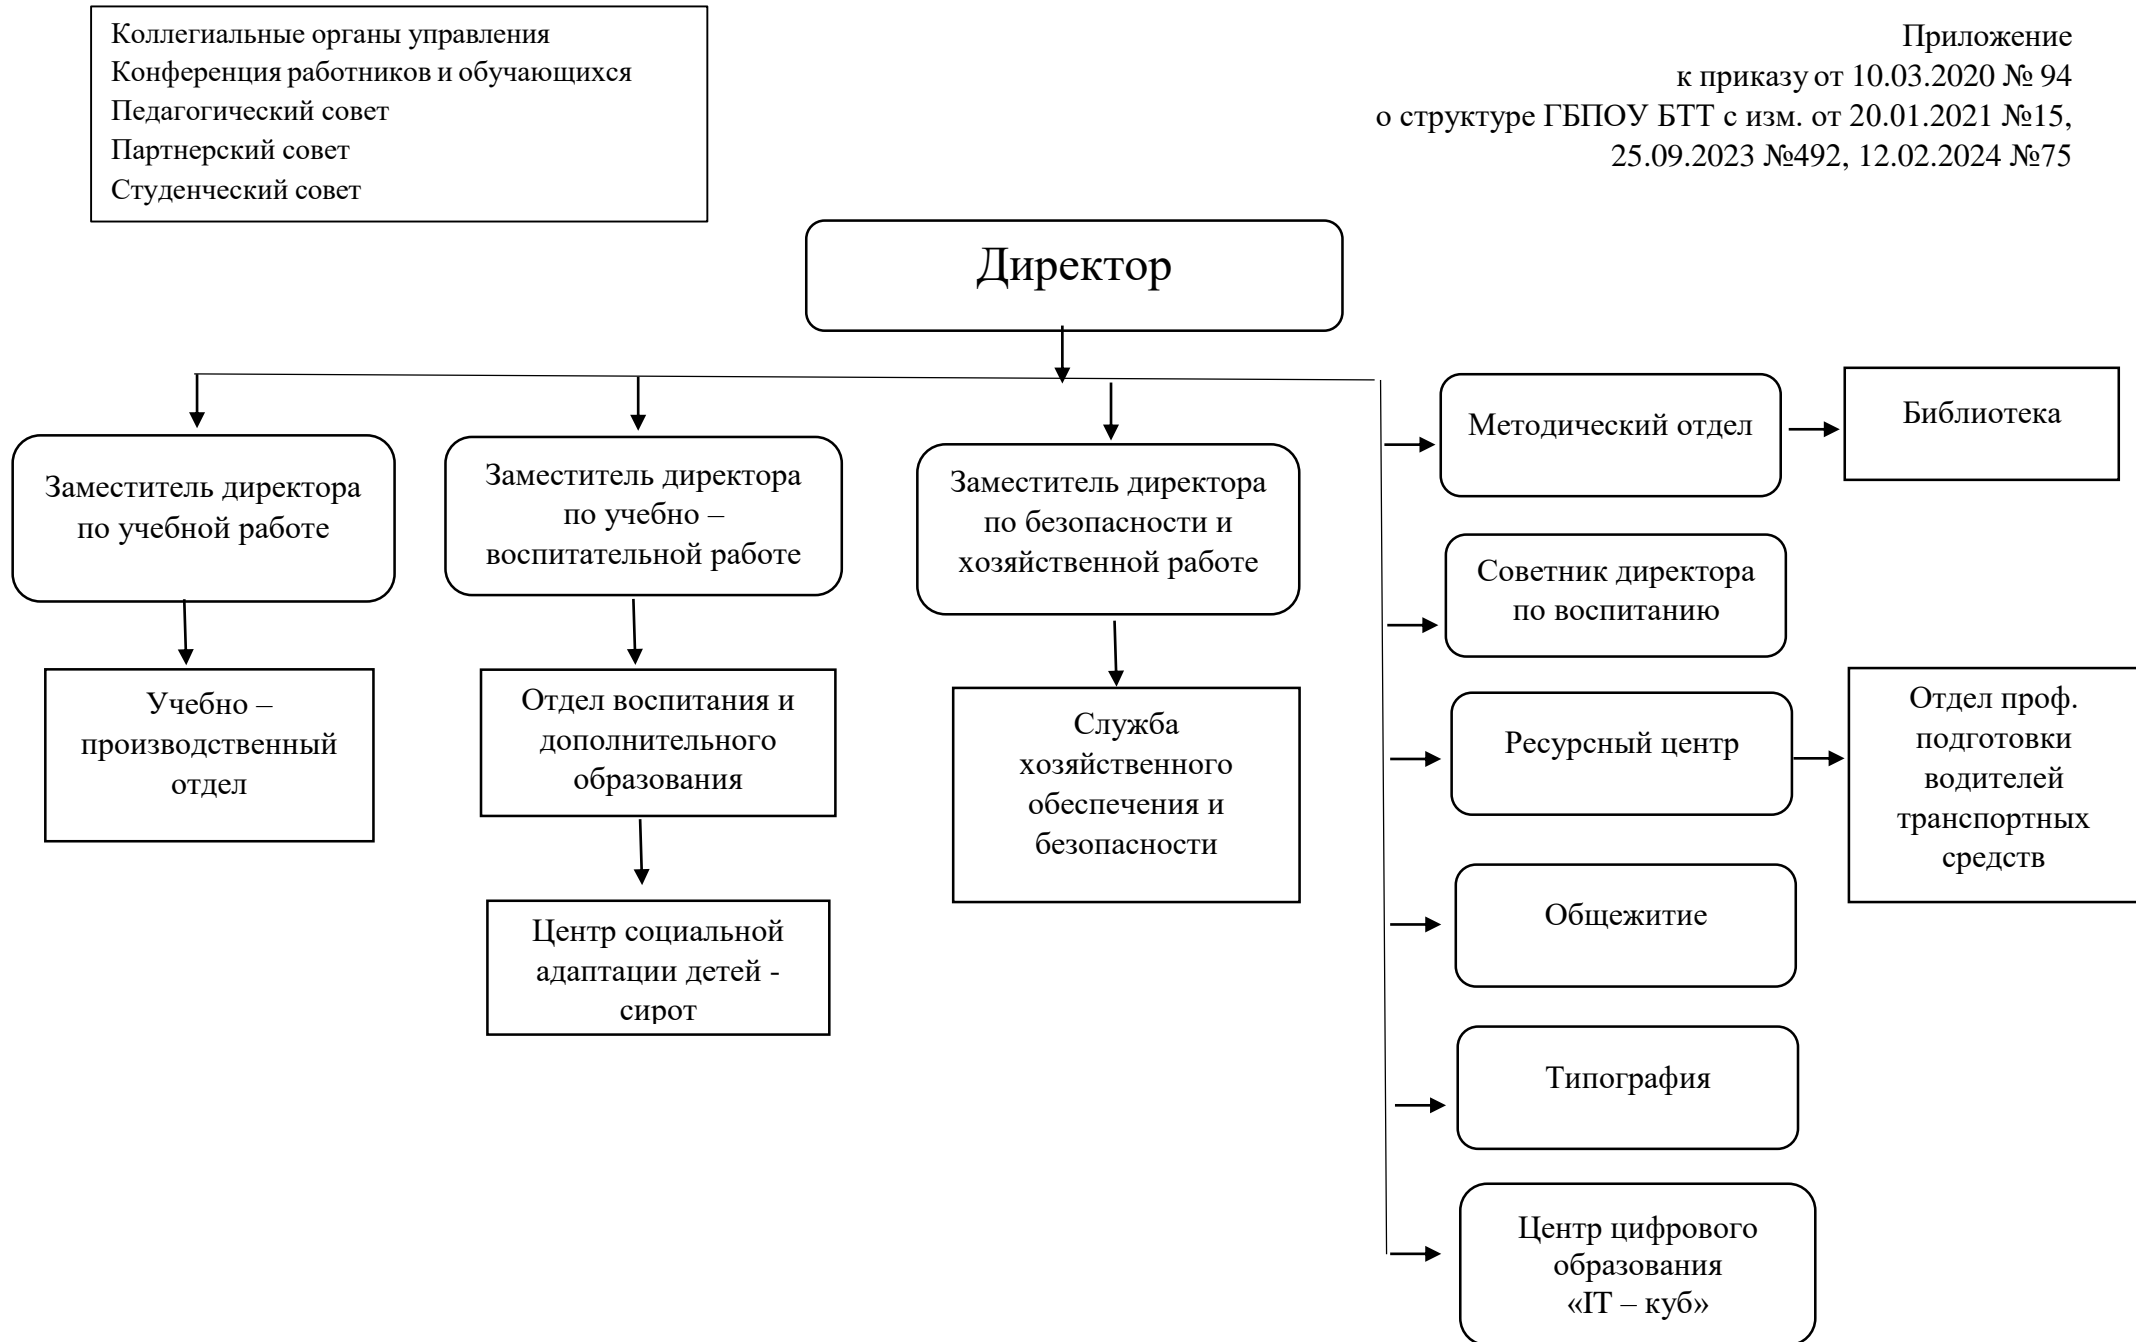 Коллегиальные органы управления
Конференция работников и обучающихся
Педагогический совет
Партнерский совет
Студенческий совет
Приложение
к приказу от 10.03.2020 № 94
о структуре ГБПОУ БТТ с изм. от 20.01.2021 №15,
25.09.2023 №492, 12.02.2024 №75
Директор
Заместитель директора
по учебной работе
Учебно –
производственный
отдел
Заместитель директора
по учебно –
воспитательной работе
Отдел воспитания и
дополнительного
образования
Центр социальной
адаптации детей -
сирот
Заместитель директора
по безопасности и
хозяйственной работе
Служба
хозяйственного
обеспечения и
безопасности
Методический отдел
Библиотека
Советник директора
по воспитанию
Ресурсный центр
Отдел проф.
подготовки
водителей
транспортных
средств
Общежитие
Типография
Центр цифрового
образования
«IT – куб»